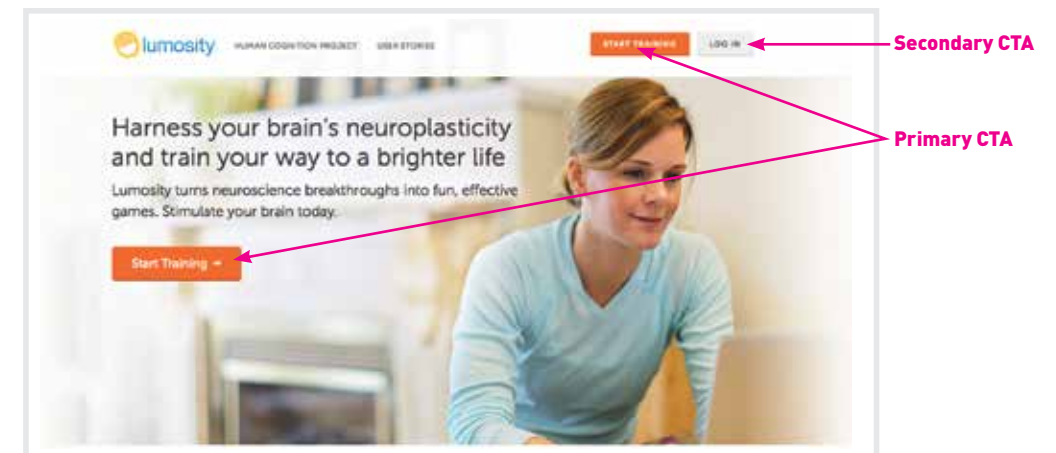 lumosity
HUMAN COGNITION PROJECT USER STORIES
START TRAINING LOG IN
Secondary CTA
Primary CTA
Harness your brain's neuroplasticity
and train your way to a brighter life
Lumosity turns neuroscience breakthroughs into fun, effective
games. Stimulate your brain today.
Start Training →